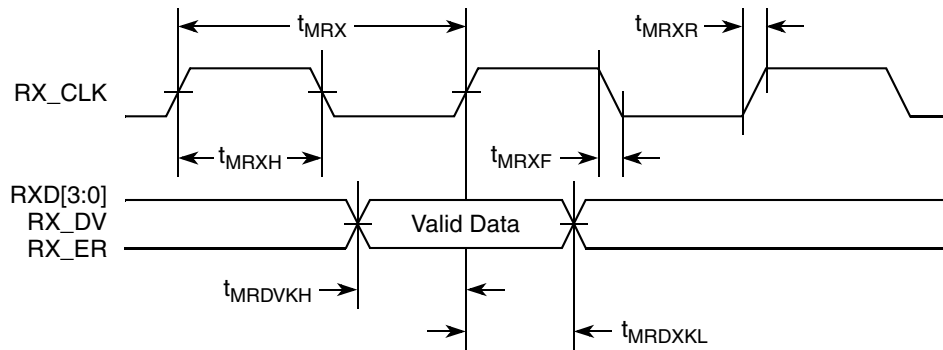 tMRX
tMRXR
RX_CLK
tMRXH
tMRXF
RXD[3:0]
RX_DV
Valid Data
RX_ER
tMRDVKH
tMRDXKL